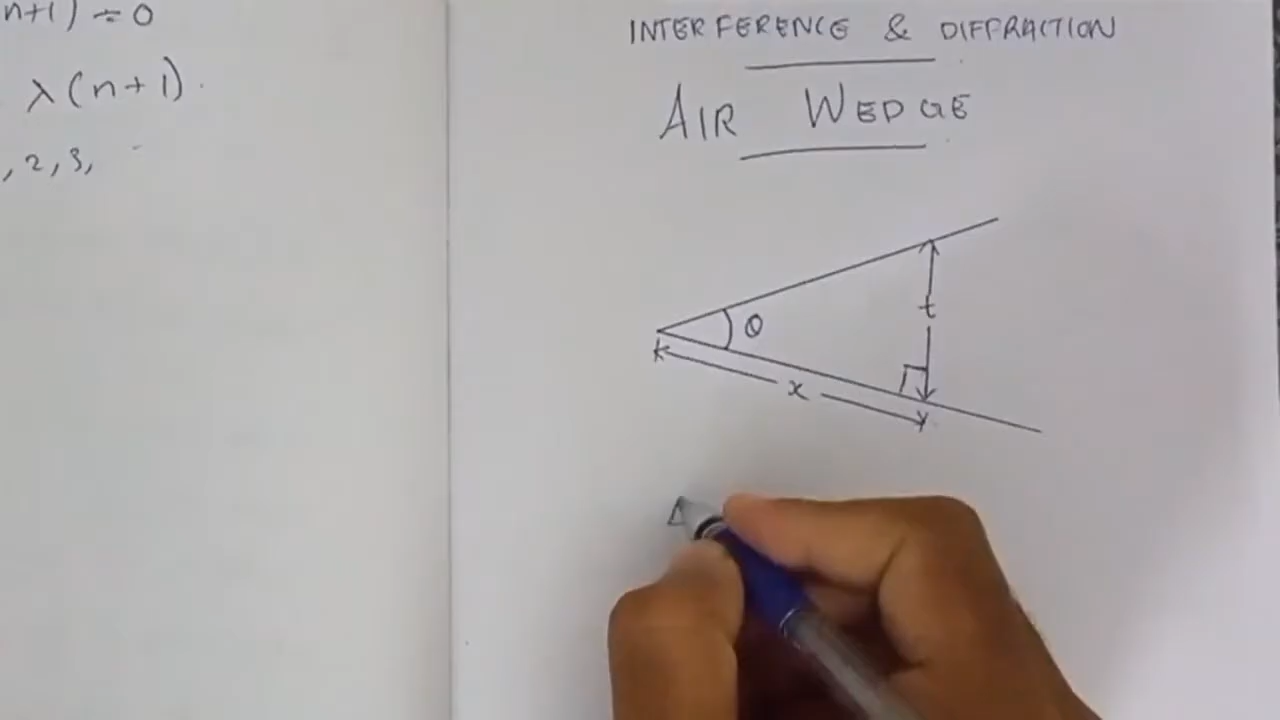 n+1) = 0
λ(n+1).
, 2, 3,
INTERFERENCE & DIFFRACTION
AIR WEDGE
θ
t
x